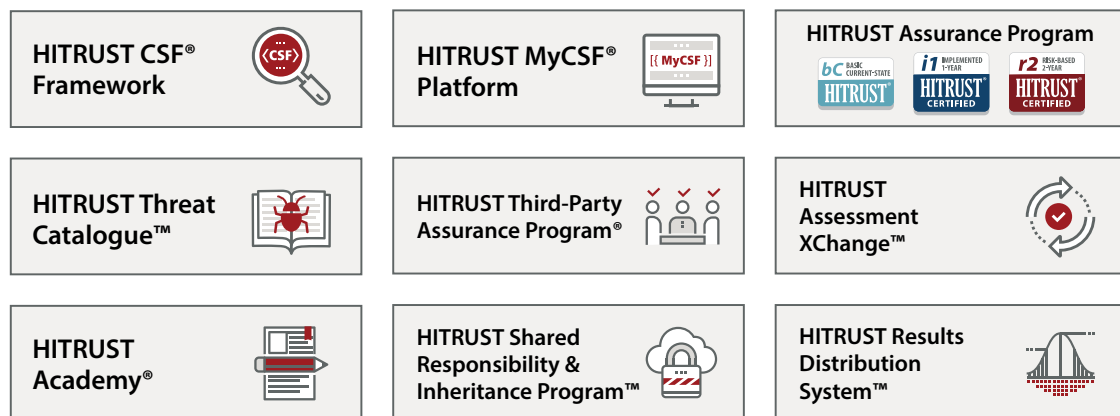 HITRUST CSF®
Framework
<CSF>
HITRUST MyCSF®
Platform
[{ MyCSF }]
HITRUST Assurance Program
bC BASIC
CURRENT-STATE
HITRUST®
i1 IMPLEMENTED
1-YEAR
HITRUST®
CERTIFIED
r2 RISK-BASED
2-YEAR
HITRUST®
CERTIFIED
HITRUST Threat
Catalogue™
HITRUST Third-Party
Assurance Program®
HITRUST
Assessment
XChange™
HITRUST
Academy®
HITRUST Shared
Responsibility &
Inheritance Program™
HITRUST Results
Distribution
System™